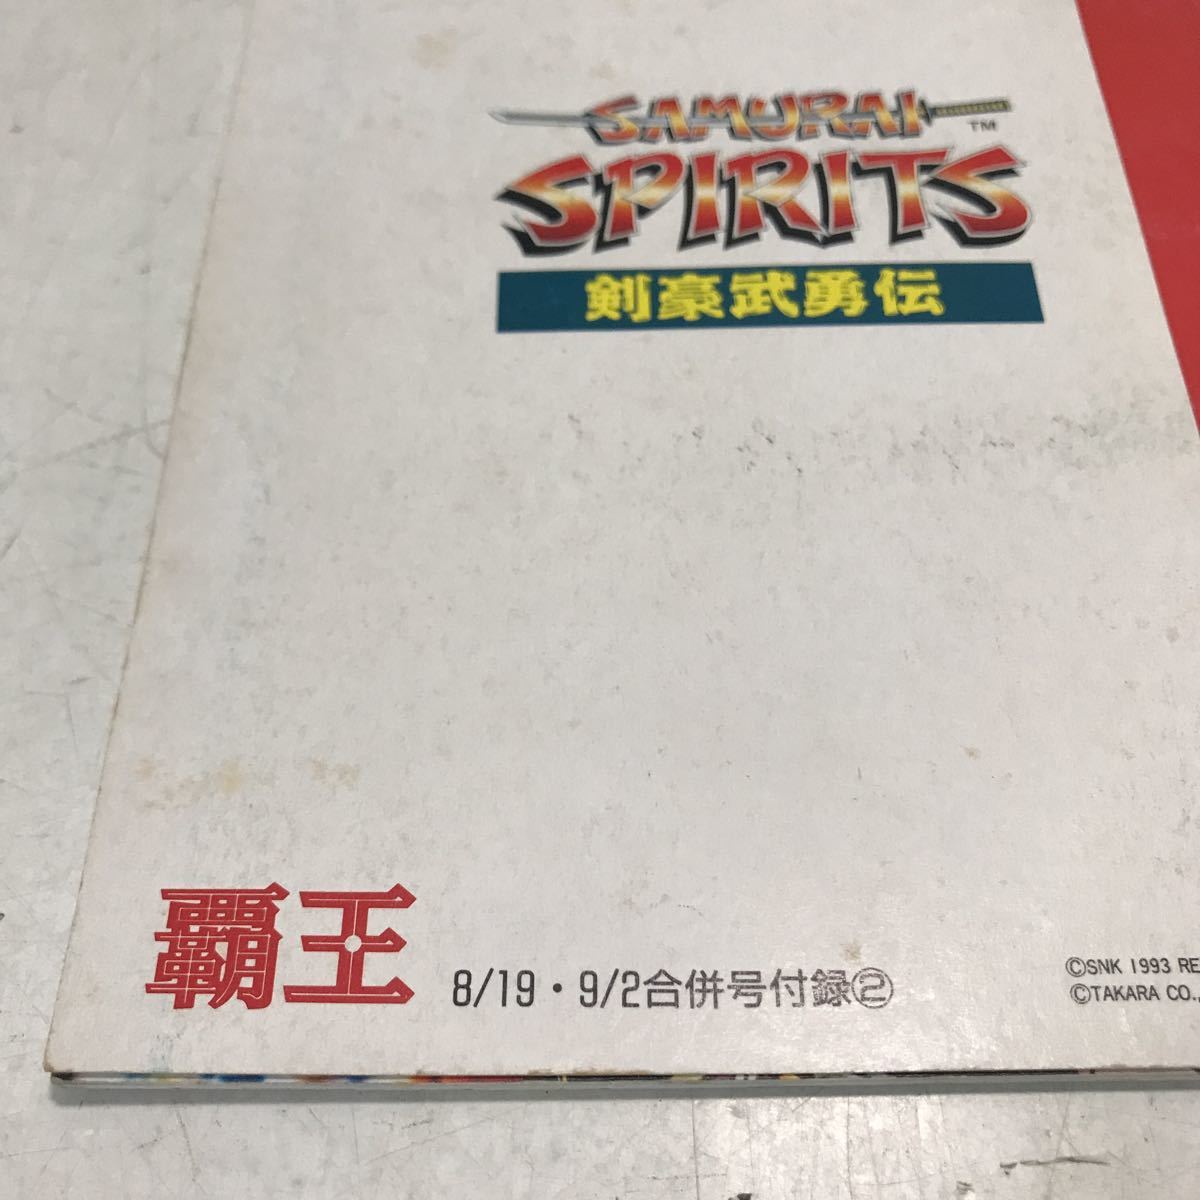 SAMURAI
TM
SPIRITS
剣豪武勇伝
覇王
8/19・9/2合併号付録②
©SNK 1993 RE
©TAKARA CO.,